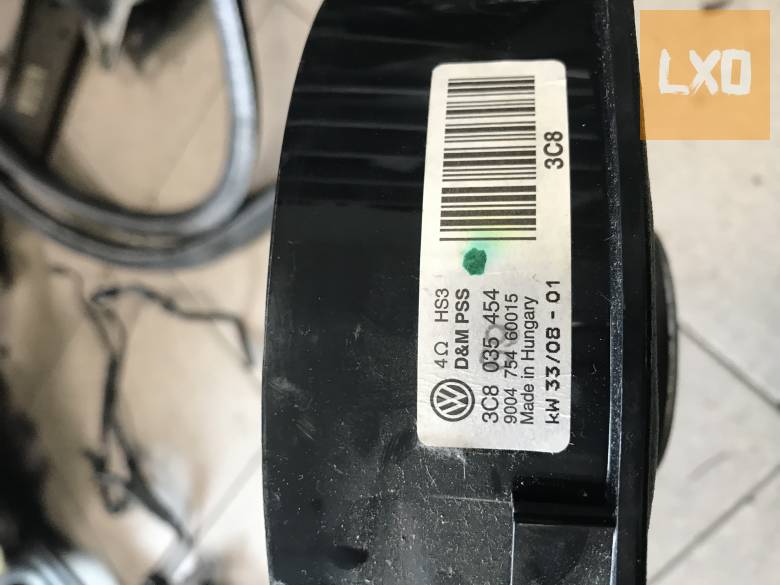 LXO
3C8
4Ω HS3
D&M PSS
3C8 035 454
9004 754 60015
Made in Hungary
KW 33/08-01